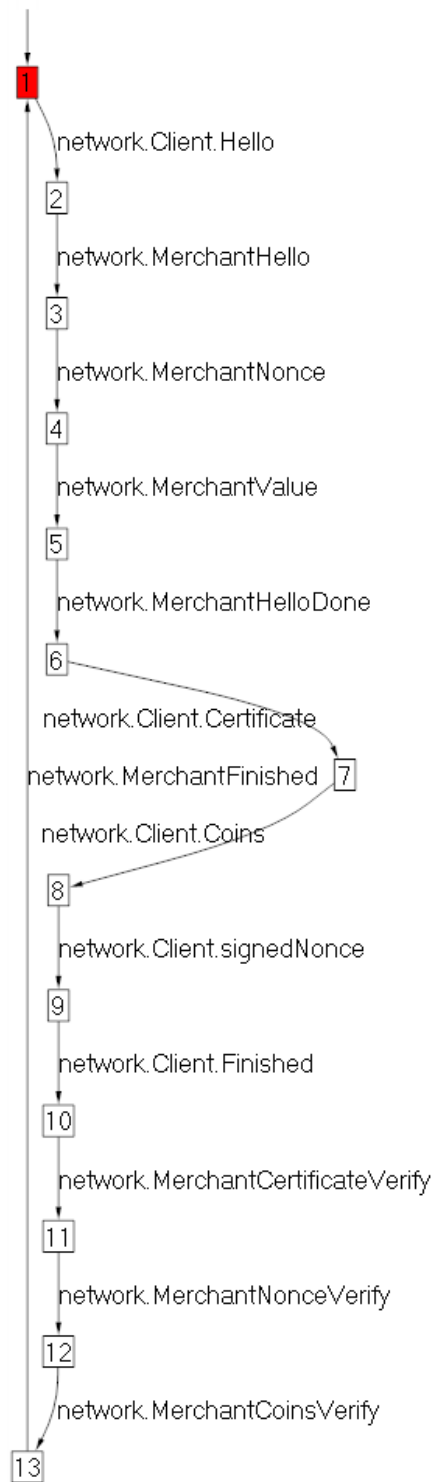 1
network.Client.Hello
2
network.MerchantHello
3
network.MerchantNonce
4
network.MerchantValue
5
network.MerchantHelloDone
6
network.Client.Certificate
network.MerchantFinished 7
network.Client.Coins
8
network.Client.signedNonce
9
network.Client.Finished
10
network.MerchantCertificateVerify
11
network.MerchantNonceVerify
12
network.MerchantCoinsVerify
13